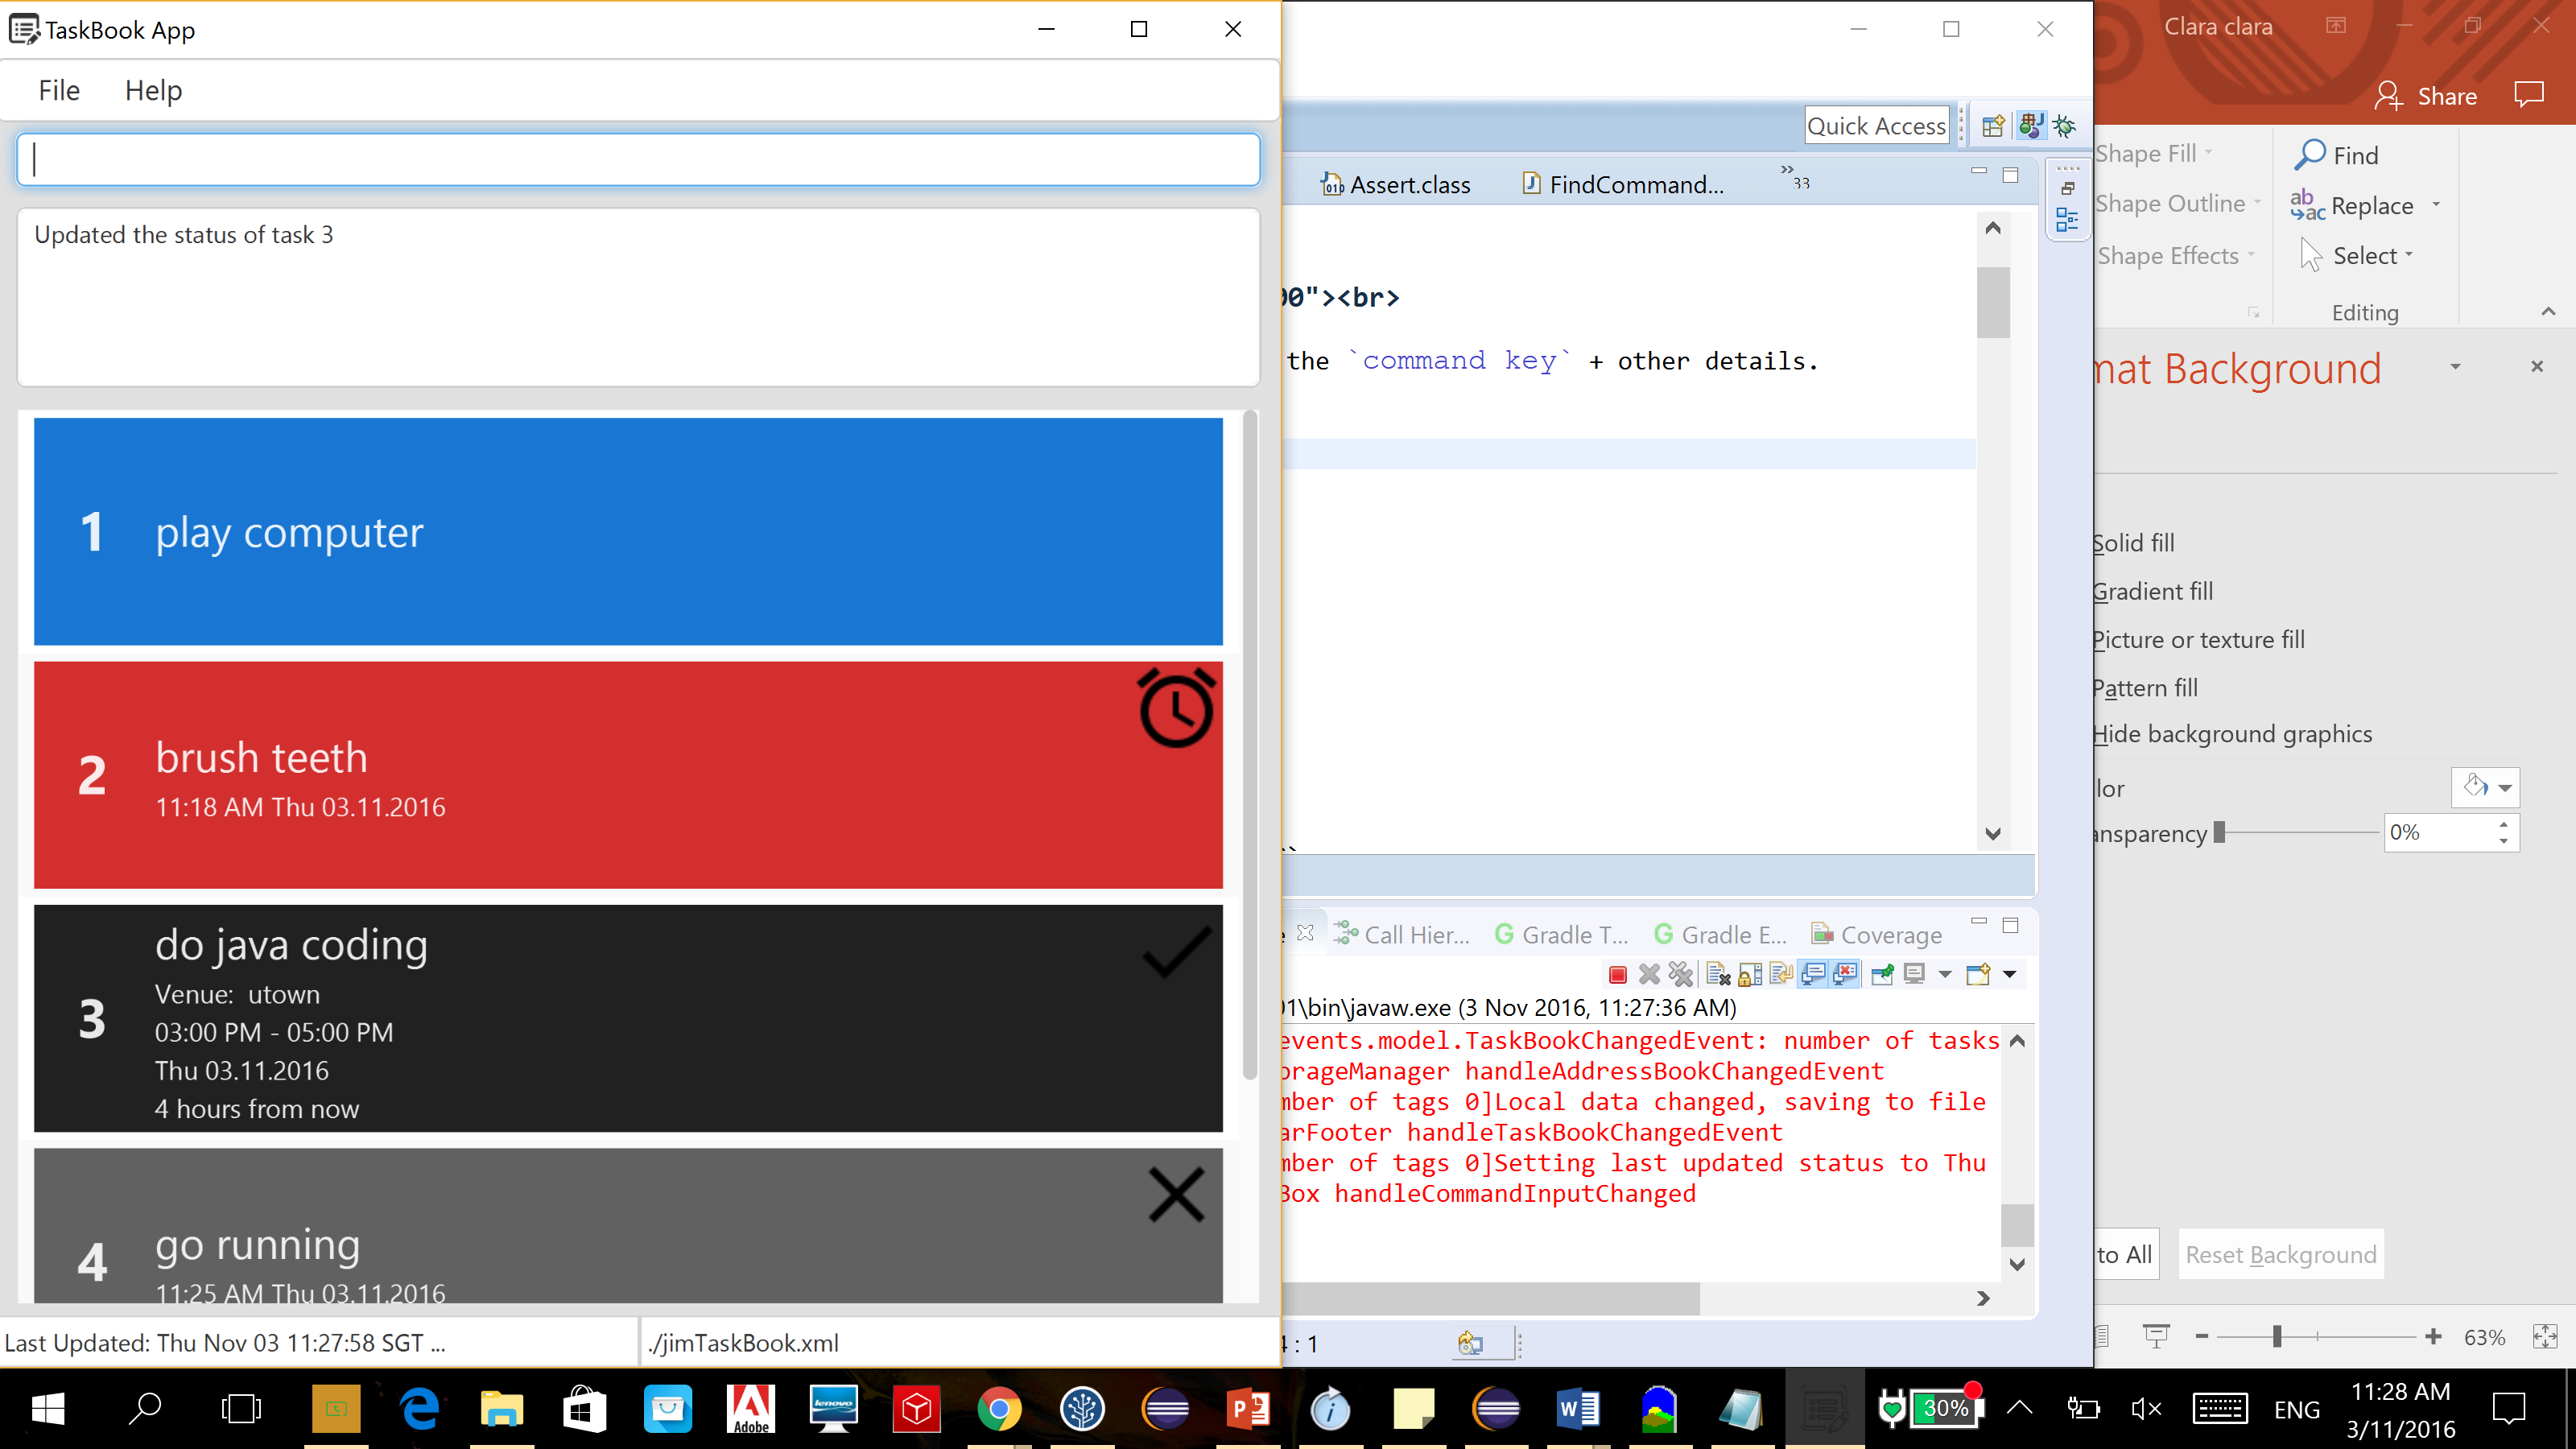 TaskBook App
File Help
Updated the status of task 3
1 play computer
2 brush teeth
11:18 AM Thu 03.11.2016
3 do java coding
Venue: utown
03:00 PM - 05:00 PM
Thu 03.11.2016
4 hours from now
4 go running
11:25 AM Thu 03.11.2016
Last Updated: Thu Nov 03 11:27:58 SGT ...
./jimTaskBook.xml
Quick Access
Assert.class FindCommand... »33
00"><br>
the `command key` + other details.
Call Hier... Gradle T... Gradle E... Coverage
01\bin\javaw.exe (3 Nov 2016, 11:27:36 AM)
events.model.TaskBookChangedEvent: number of tasks
orageManager handleAddressBookChangedEvent
mber of tags 0]Local data changed, saving to file
arFooter handleTaskBookChangedEvent
mber of tags 0]Setting last updated status to Thu
Box handleCommandInputChanged
4 : 1
Clara clara
Share
Shape Fill
Shape Outline
Shape Effects
Find
Replace
Select
Editing
mat Background
Solid fill
Gradient fill
Picture or texture fill
Pattern fill
Hide background graphics
lor
ansparency 0%
to All Reset Background
63%
Adobe
lenovo
30%
ENG
11:28 AM
3/11/2016